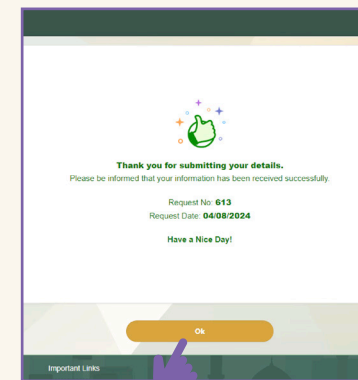 Thank you for submitting your details.
Please be informed that your information has been received successfully.
Request No: 613
Request Date: 04/08/2024
Have a Nice Day!
Ok
Important Links